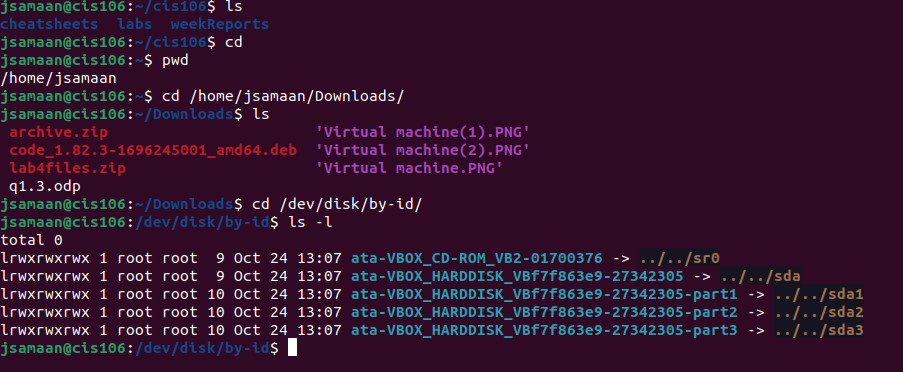 jsamaan@cis106:~/cis106$ ls
cheatsheets  labs  weekReports
jsamaan@cis106:~/cis106$ cd
jsamaan@cis106:~$ pwd
/home/jsamaan
jsamaan@cis106:~$ cd /home/jsamaan/Downloads/
jsamaan@cis106:~/Downloads$ ls
 archive.zip                       'Virtual machine(1).PNG'
 code_1.82.3-1696245001_amd64.deb  'Virtual machine(2).PNG'
 lab4files.zip                     'Virtual machine.PNG'
 q1.3.odp
jsamaan@cis106:~/Downloads$ cd /dev/disk/by-id/
jsamaan@cis106:/dev/disk/by-id$ ls -l
total 0
lrwxrwxrwx 1 root root  9 Oct 24 13:07 ata-VBOX_CD-ROM_VB2-01700376 -> ../../sr0
lrwxrwxrwx 1 root root  9 Oct 24 13:07 ata-VBOX_HARDDISK_VBf7f863e9-27342305 -> ../../sda
lrwxrwxrwx 1 root root 10 Oct 24 13:07 ata-VBOX_HARDDISK_VBf7f863e9-27342305-part1 -> ../../sda1
lrwxrwxrwx 1 root root 10 Oct 24 13:07 ata-VBOX_HARDDISK_VBf7f863e9-27342305-part2 -> ../../sda2
lrwxrwxrwx 1 root root 10 Oct 24 13:07 ata-VBOX_HARDDISK_VBf7f863e9-27342305-part3 -> ../../sda3
jsamaan@cis106:/dev/disk/by-id$